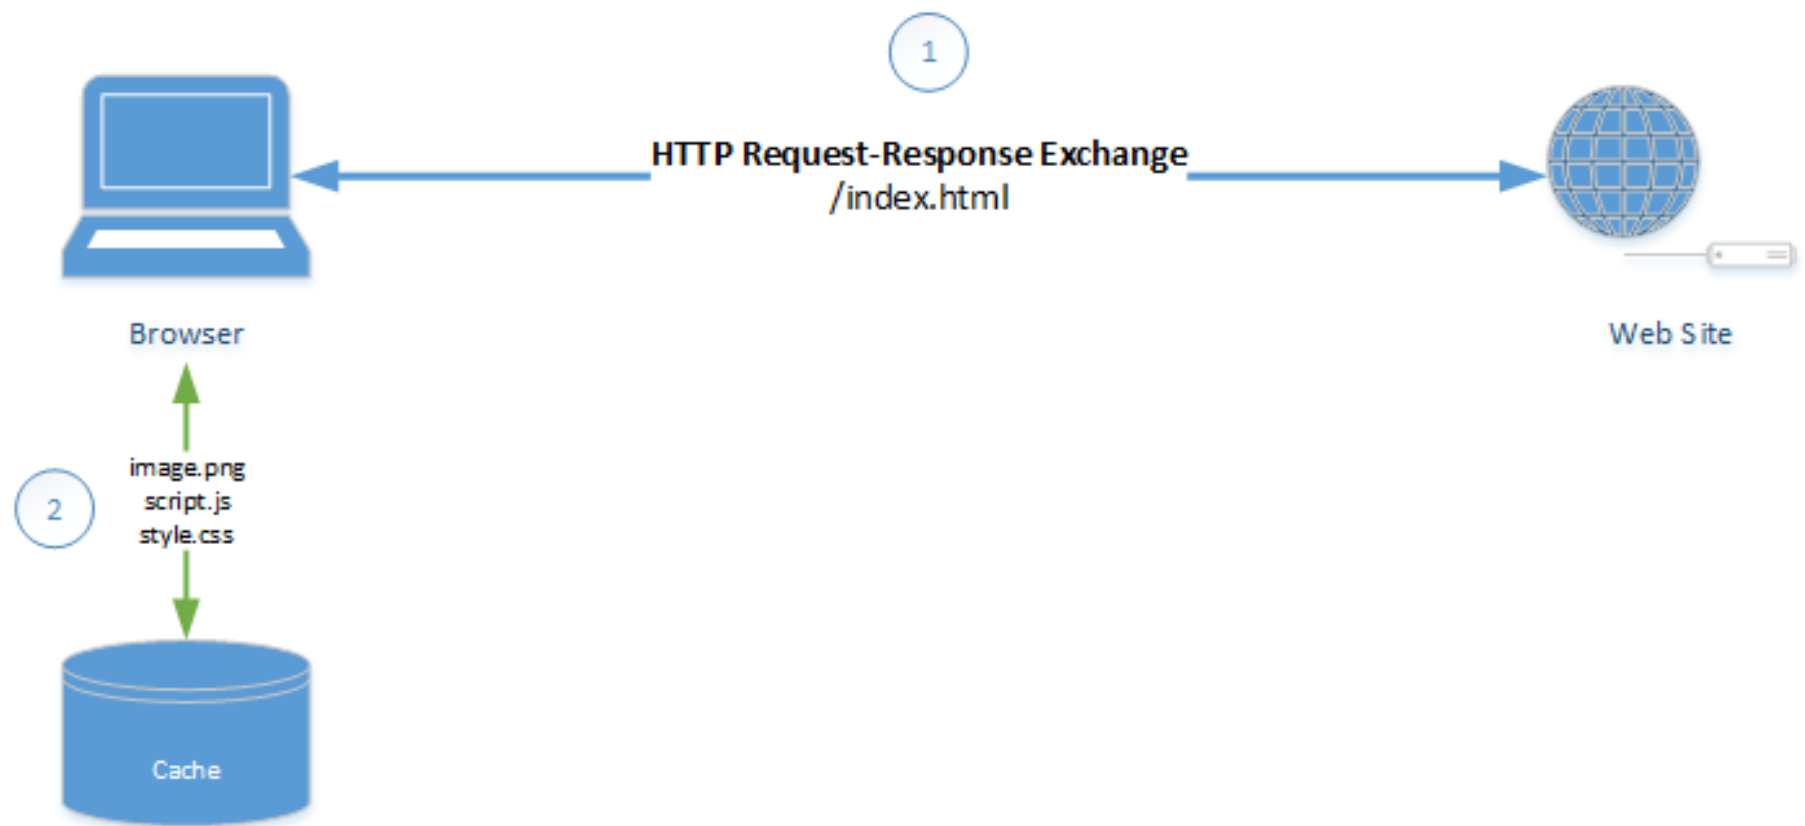 1
HTTP Request-Response Exchange
/index.html
Browser
Web Site
image.png
script.js
style.css
2
Cache